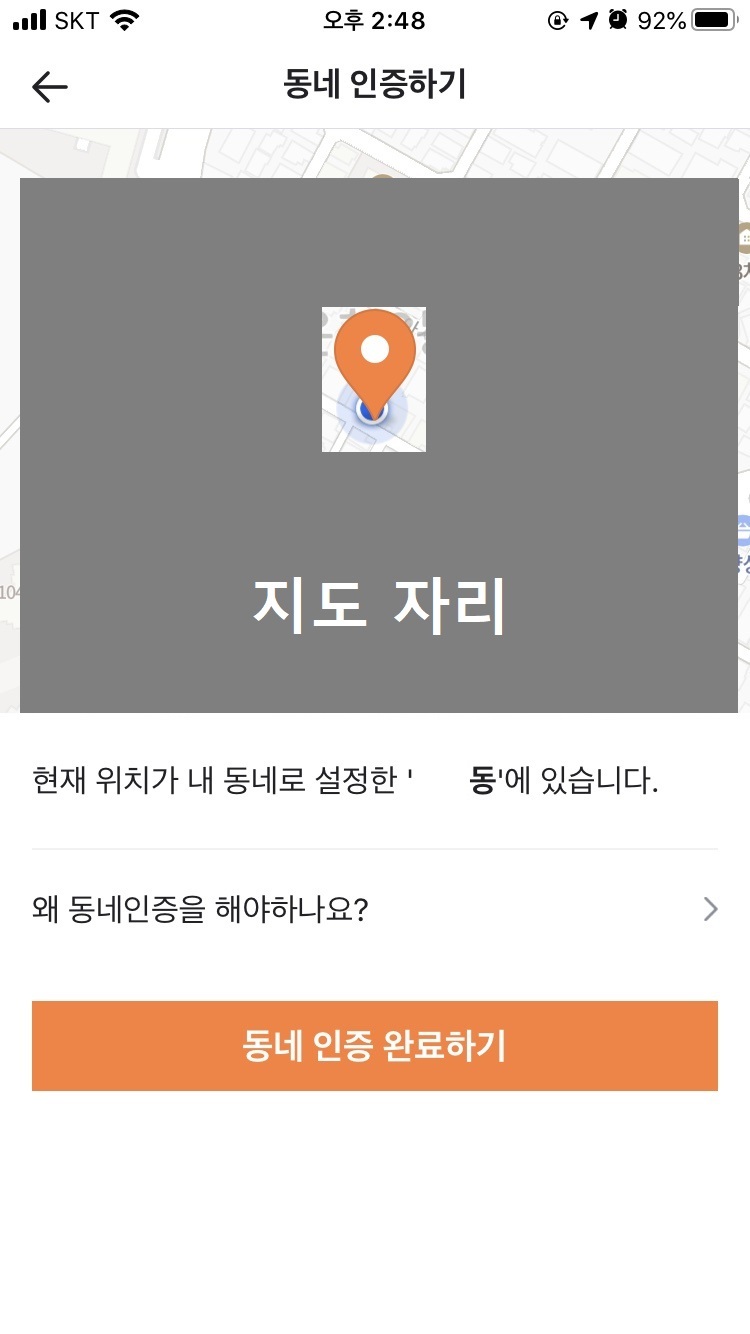 SKT 오후 2:48 92%
동네 인증하기
104
지도 자리
현재 위치가 내 동네로 설정한 ' 동'에 있습니다.
왜 동네인증을 해야하나요?
동네 인증 완료하기